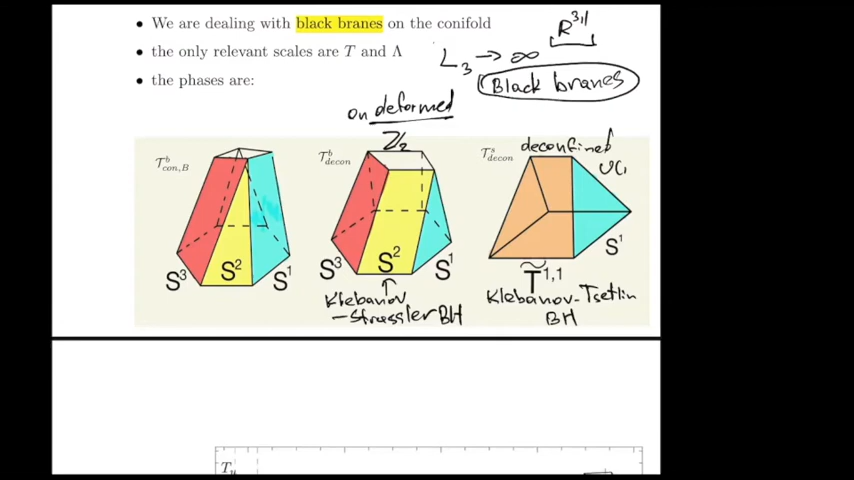 • We are dealing with black branes on the conifold
R^{3,1}
• the only relevant scales are T and Λ
L_3 → ∞
• the phases are:
Black branes
on deformed
T^b_{con,B}
T^b_{decon}
Z_2
T^s_{decon}
deconfined
S^3
S^2
S^1
S^3
S^2
S^1
T̃^{1,1}
S^1
Klebanov
-Strassler BH
Klebanov-Tsetlin
BH
T_u